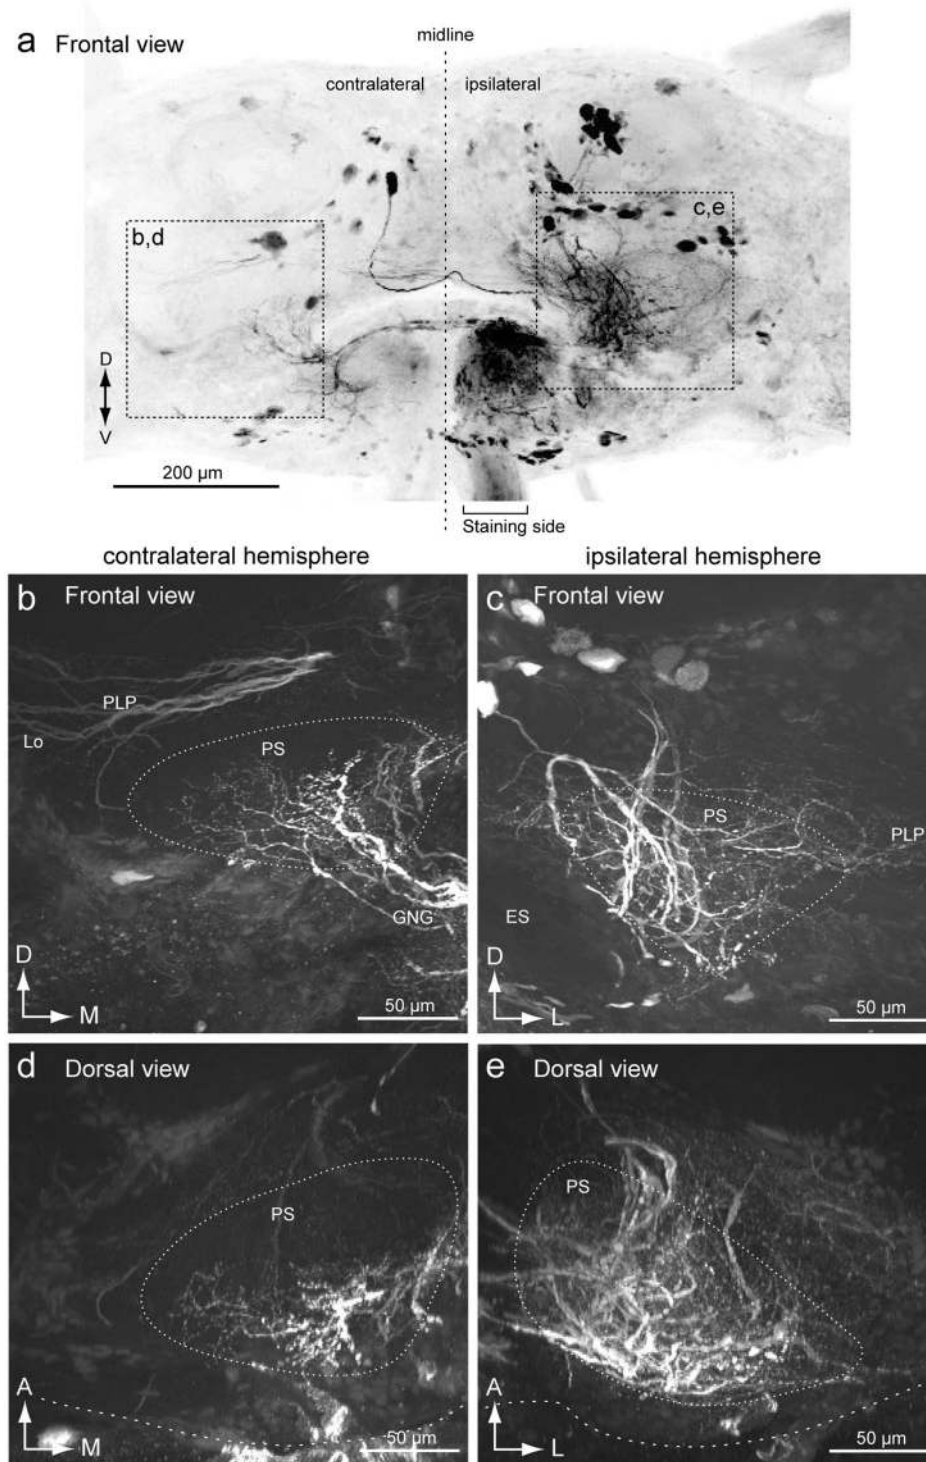 a Frontal view
midline
contralateral
ipsilateral
b,d
c,e
D
V
200 µm
Staining side
contralateral hemisphere
ipsilateral hemisphere
b Frontal view
PLP
Lo
PS
GNG
D
M
50 µm
c Frontal view
PS
PLP
ES
D
L
50 µm
d Dorsal view
PS
A
M
50 µm
e Dorsal view
PS
A
L
50 µm